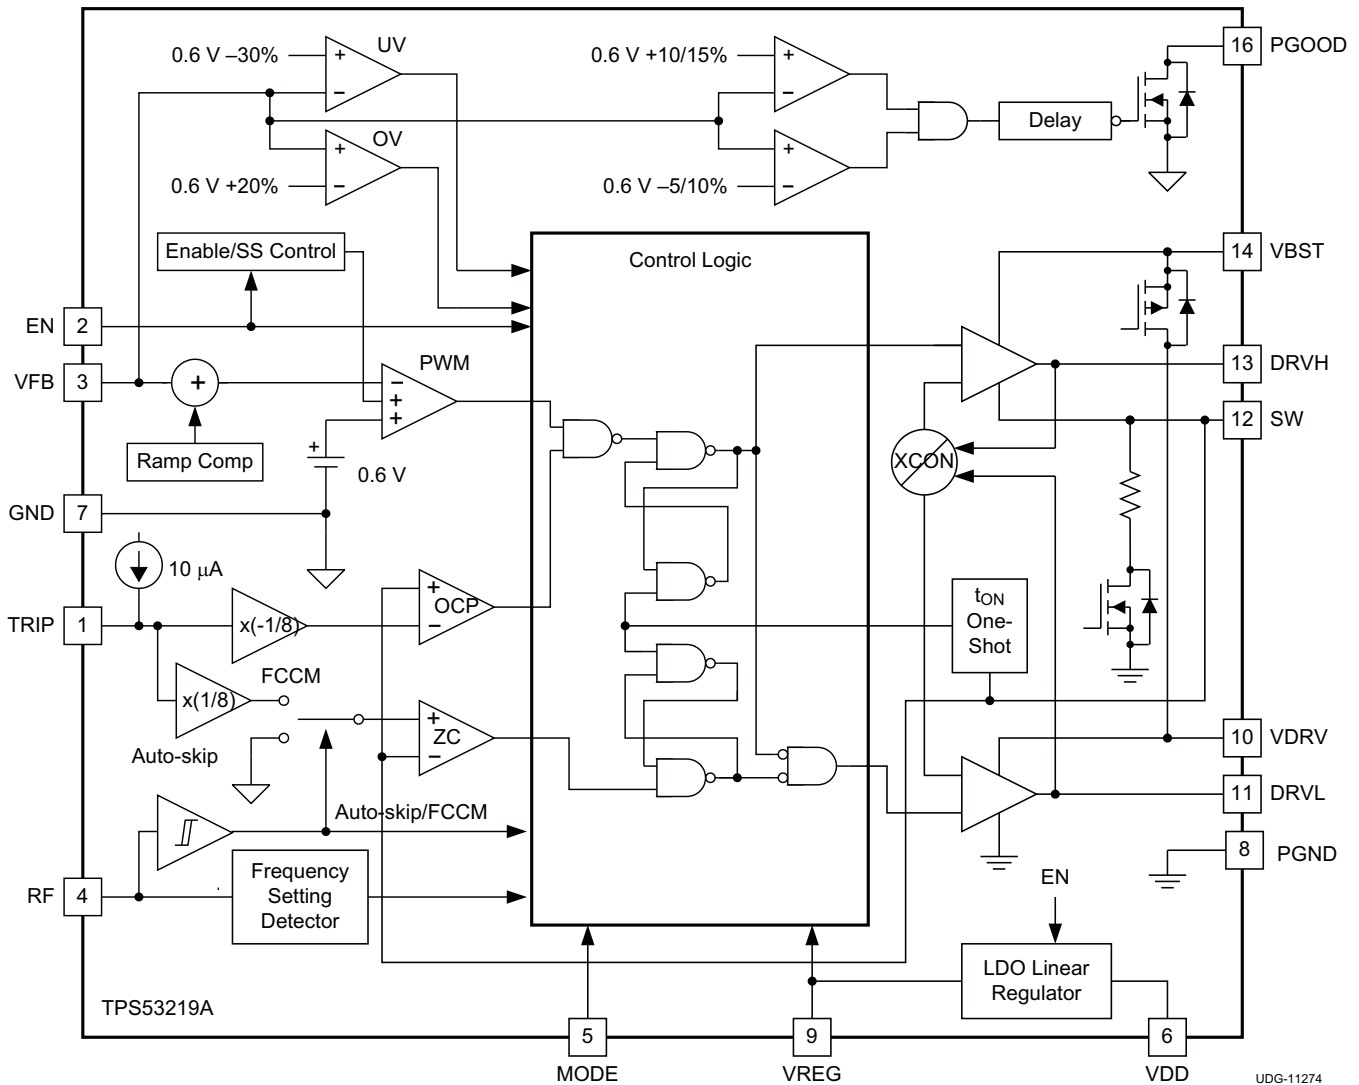 0.6 V –30%
+
–
UV
0.6 V +10/15%
+
–
16
PGOOD
+
–
OV
0.6 V +20%
+
–
0.6 V –5/10%
Delay
Enable/SS Control
Control Logic
14
VBST
EN
2
VFB
3
+
PWM
–
+
+
13
DRVH
12
SW
Ramp Comp
+
0.6 V
XCON
GND
7
10 µA
TRIP
1
x(-1/8)
+
–
OCP
tON
One-
Shot
FCCM
x(1/8)
+
–
ZC
Auto-skip
10
VDRV
11
DRVL
Auto-skip/FCCM
8
PGND
RF
4
Frequency
Setting
Detector
EN
LDO Linear
Regulator
TPS53219A
5
9
6
MODE
VREG
VDD
UDG-11274